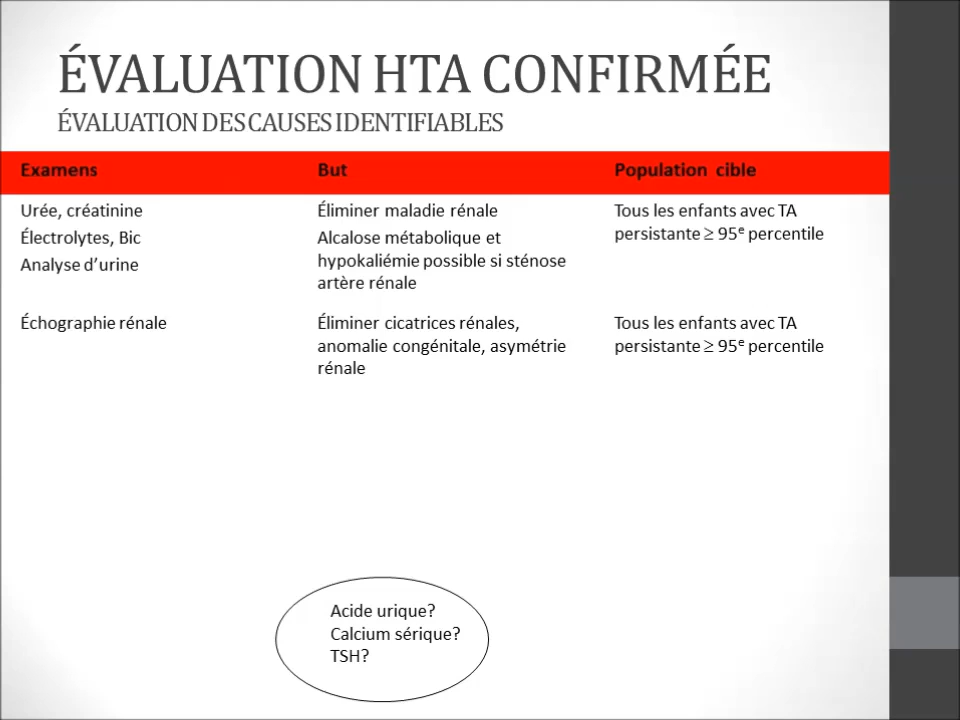 ÉVALUATION HTA CONFIRMÉE
ÉVALUATION DES CAUSES IDENTIFIABLES
Examens But Population cible
Urée, créatinine
Électrolytes, Bic
Analyse d'urine
Éliminer maladie rénale
Alcalose métabolique et
hypokaliémie possible si sténose
artère rénale
Tous les enfants avec TA
persistante ≥ 95e percentile
Échographie rénale
Éliminer cicatrices rénales,
anomalie congénitale, asymétrie
rénale
Tous les enfants avec TA
persistante ≥ 95e percentile
Acide urique?
Calcium sérique?
TSH?